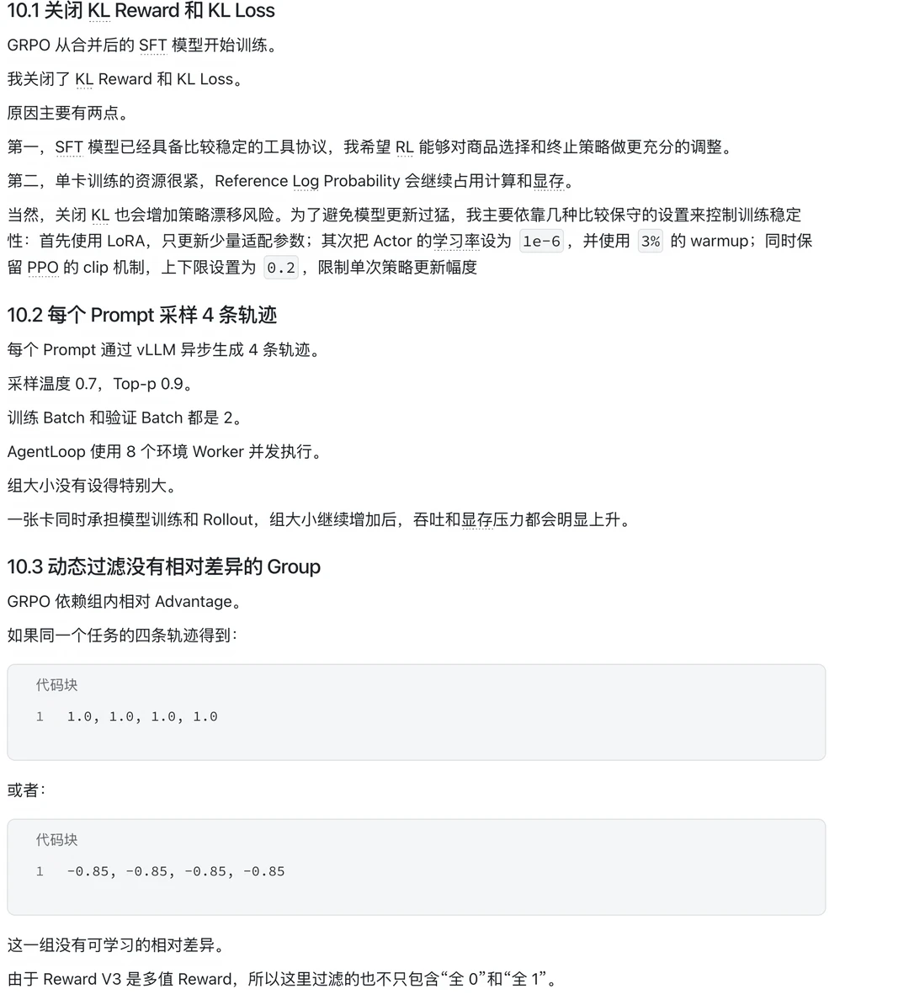 10.1 关闭 KL Reward 和 KL Loss
GRPO 从合并后的 SFT 模型开始训练。
我关闭了 KL Reward 和 KL Loss。
原因主要有两点。
第一，SFT 模型已经具备比较稳定的工具协议，我希望 RL 能够对商品选择和终止策略做更充分的调整。
第二，单卡训练的资源很紧，Reference Log Probability 会继续占用计算和显存。
当然，关闭 KL 也会增加策略漂移风险。为了避免模型更新过猛，我主要依靠几种比较保守的设置来控制训练稳定
性：首先使用 LoRA，只更新少量适配参数；其次把 Actor 的学习率设为 1e-6，并使用 3% 的 warmup；同时保
留 PPO 的 clip 机制，上下限设置为 0.2，限制单次策略更新幅度
10.2 每个 Prompt 采样 4 条轨迹
每个 Prompt 通过 vLLM 异步生成 4 条轨迹。
采样温度 0.7，Top-p 0.9。
训练 Batch 和验证 Batch 都是 2。
AgentLoop 使用 8 个环境 Worker 并发执行。
组大小没有设得特别大。
一张卡同时承担模型训练和 Rollout，组大小继续增加后，吞吐和显存压力都会明显上升。
10.3 动态过滤没有相对差异的 Group
GRPO 依赖组内相对 Advantage。
如果同一个任务的四条轨迹得到：
代码块
1 1.0, 1.0, 1.0, 1.0
或者：
代码块
1 -0.85, -0.85, -0.85, -0.85
这一组没有可学习的相对差异。
由于 Reward V3 是多值 Reward，所以这里过滤的也不只包含“全 0”和“全 1”。